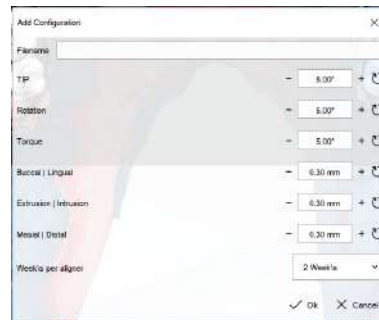 Add Configuration
Filename
TIP - 5.00° +
Rotation - 5.00° +
Torque - 5.00° +
Buccal | Lingual - 0.30 mm +
Extrusion | Intrusion - 0.30 mm +
Mesial | Distal - 0.30 mm +
Week/s per aligner 2 Week/s
Ok Cancel